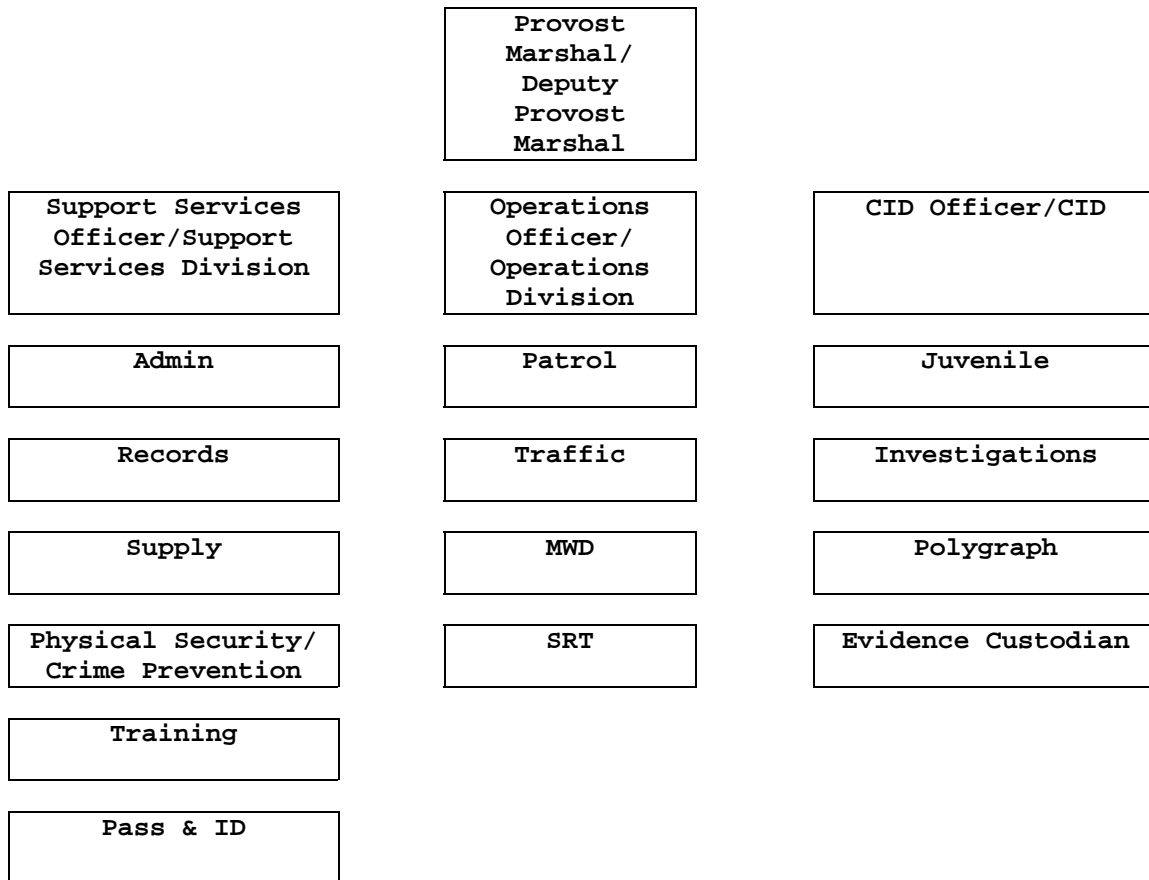 Provost
Marshal/
Deputy
Provost
Marshal
Support Services
Officer/Support
Services Division
Operations
Officer/
Operations
Division
CID Officer/CID
Admin
Patrol
Juvenile
Records
Traffic
Investigations
Supply
MWD
Polygraph
Physical Security/
Crime Prevention
SRT
Evidence Custodian
Training
Pass & ID